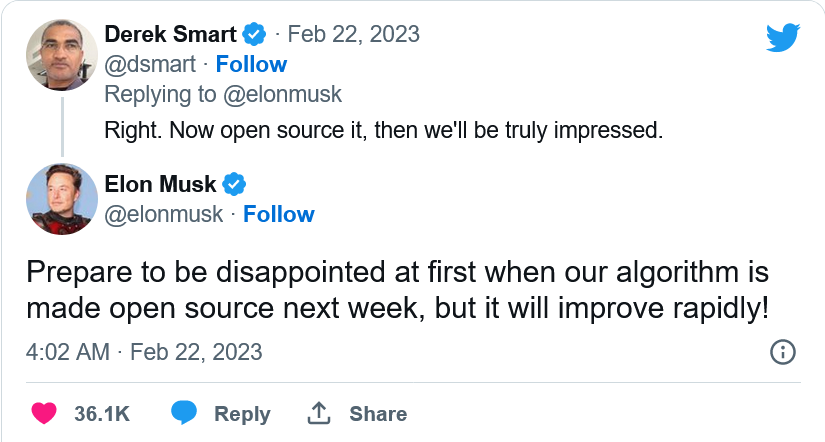 Derek Smart · Feb 22, 2023
@dsmart · Follow
Replying to @elonmusk
Right. Now open source it, then we'll be truly impressed.
Elon Musk
@elonmusk · Follow
Prepare to be disappointed at first when our algorithm is
made open source next week, but it will improve rapidly!
4:02 AM · Feb 22, 2023
36.1K Reply Share